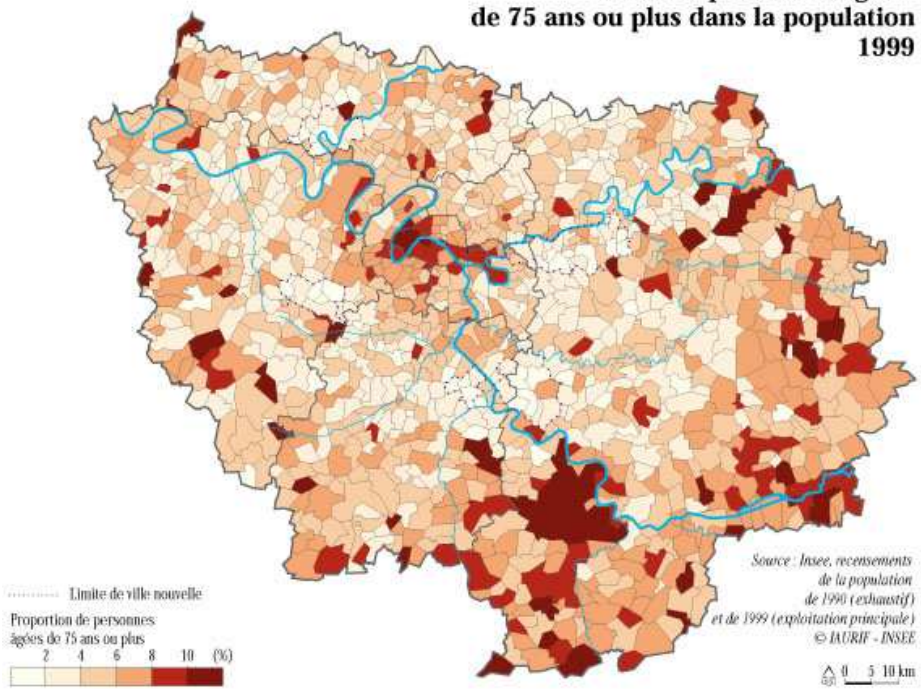 de 75 ans ou plus dans la population
1999
Source : Insee, recensements
de la population
de 1990 (exhaustif)
et de 1999 (exploitation principale)
© IAURIF - INSEE
Limite de ville nouvelle
Proportion de personnes
âgées de 75 ans ou plus
2 4 6 8 10 (%)
0 5 10 km